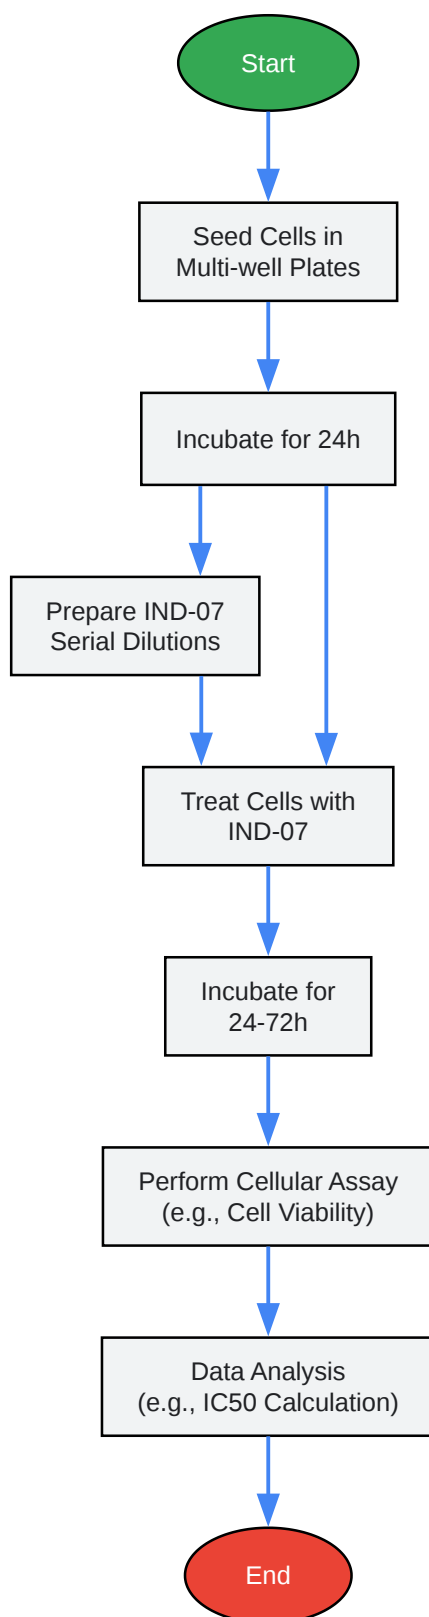 Start
Seed Cells in
Multi-well Plates
Incubate for 24h
Prepare IND-07
Serial Dilutions
Treat Cells with
IND-07
Incubate for
24-72h
Perform Cellular Assay
(e.g., Cell Viability)
Data Analysis
(e.g., IC50 Calculation)
End